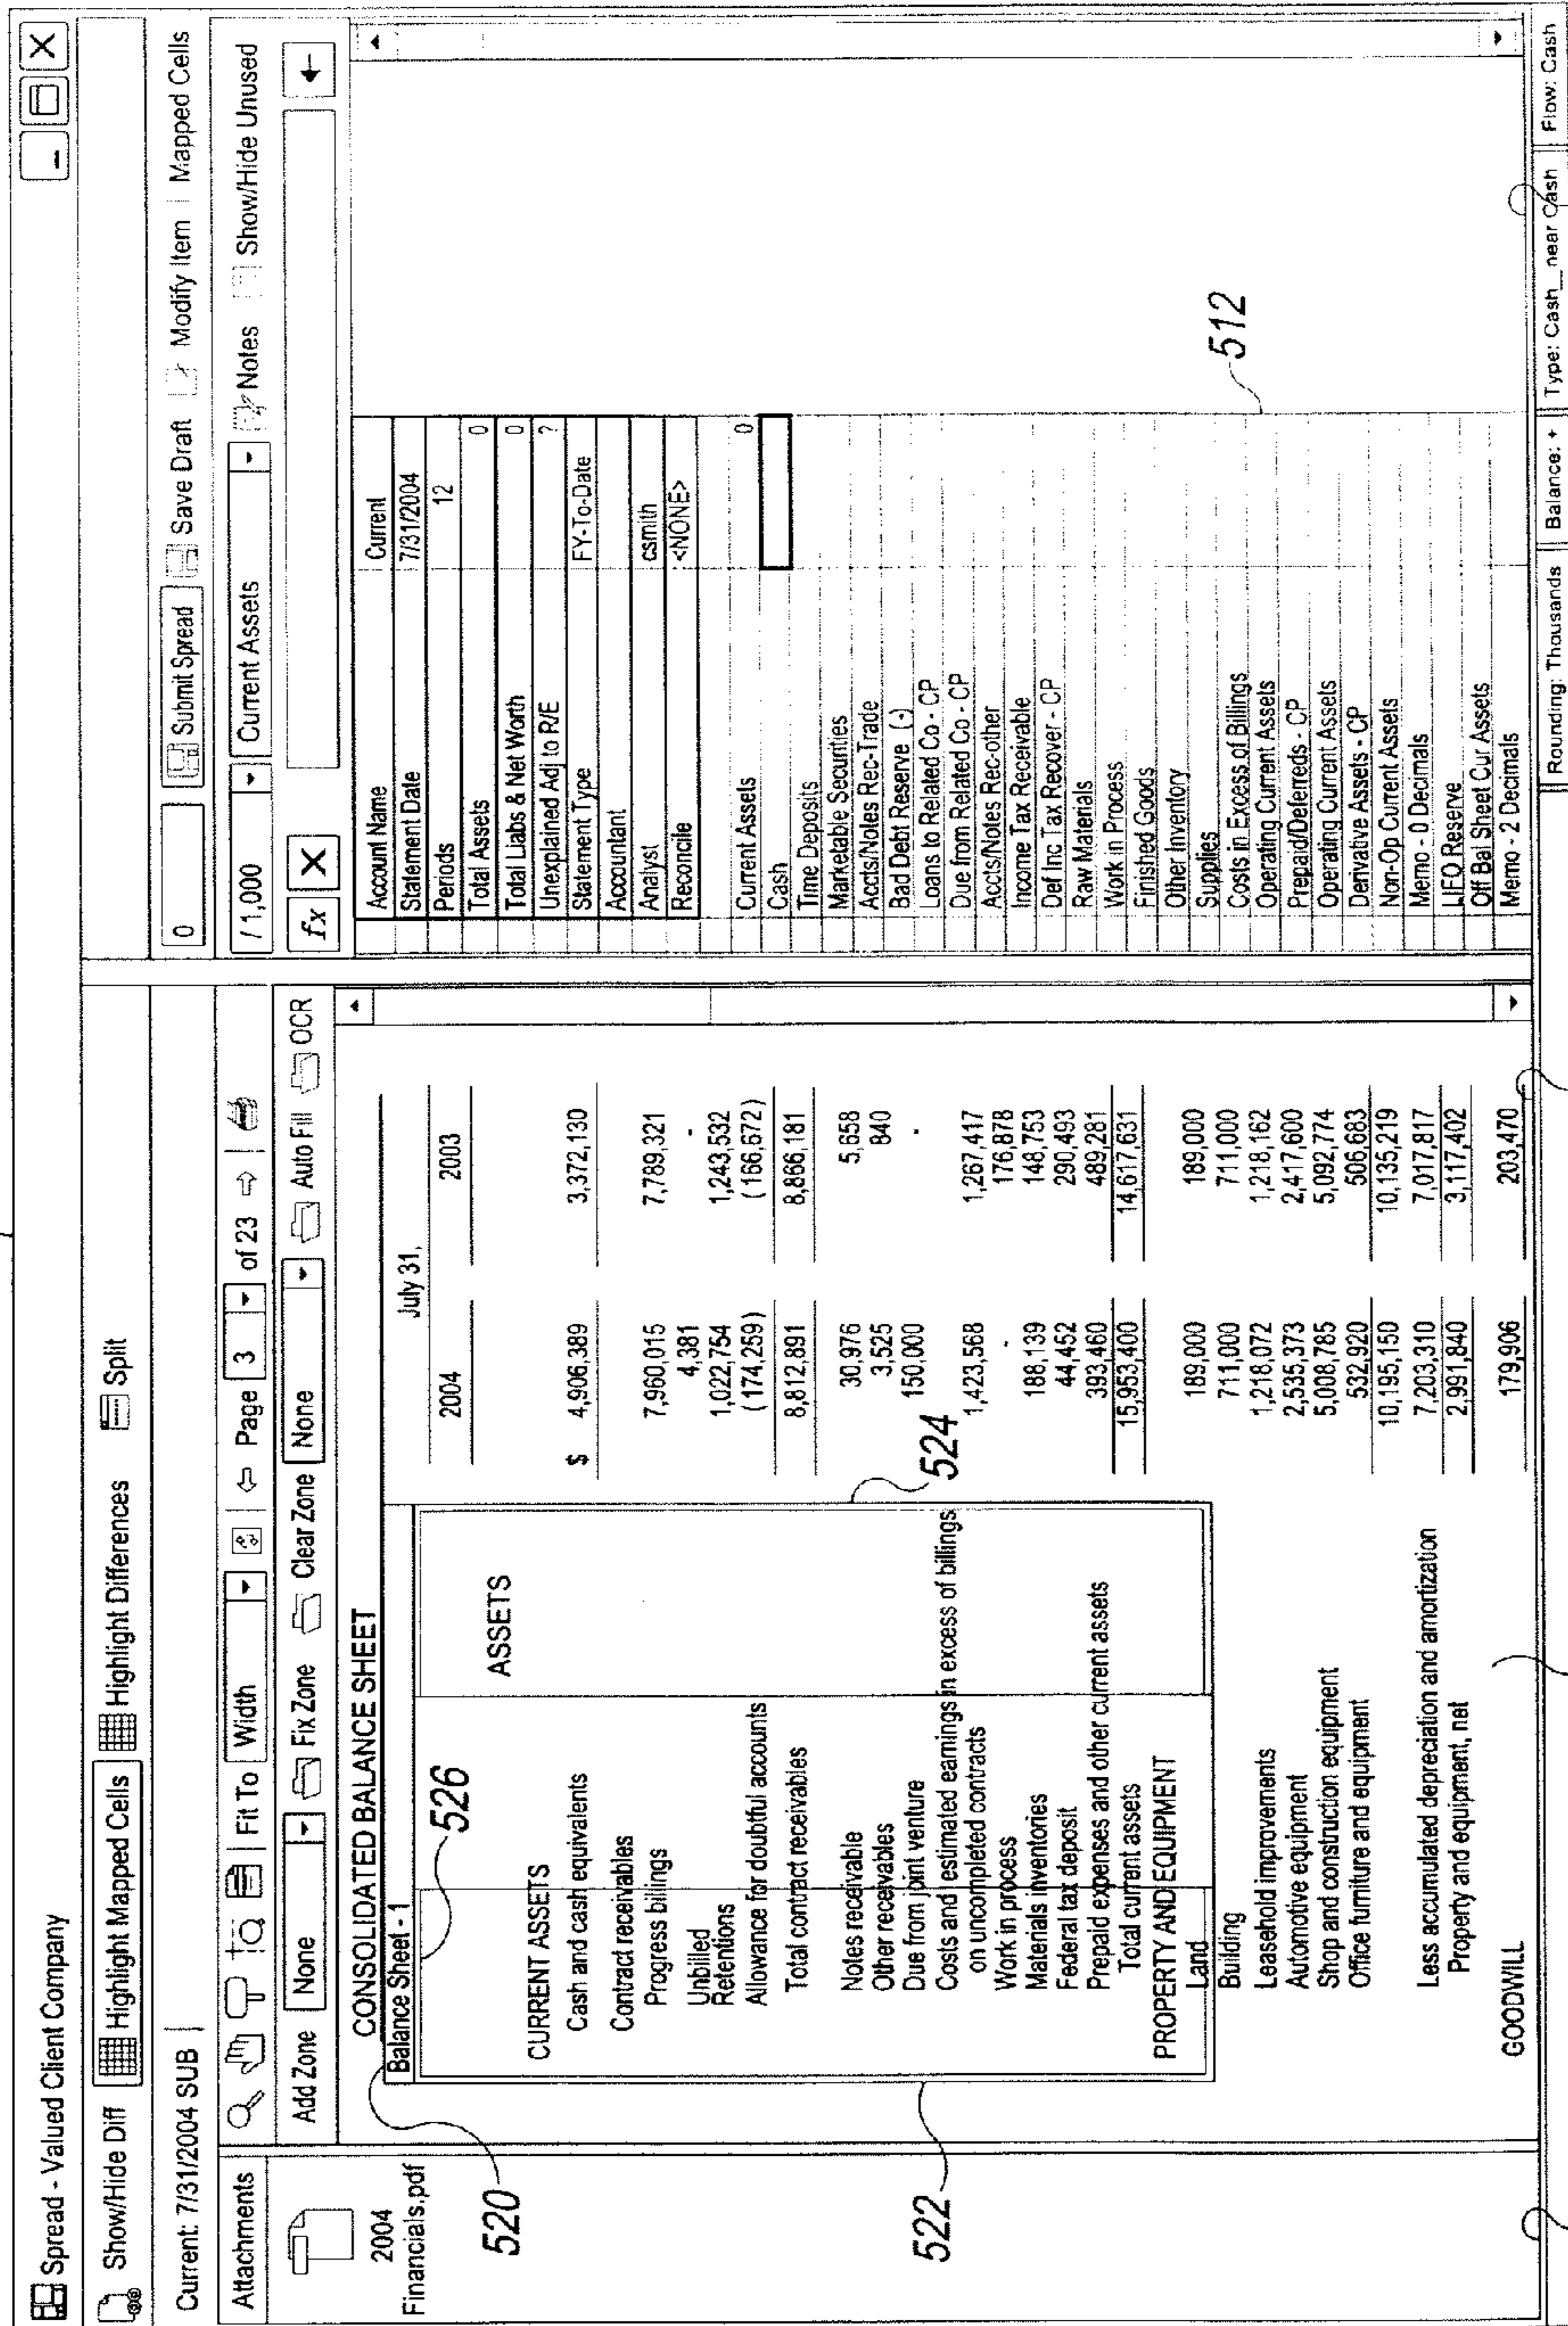 Spread - Valued Client Company
Show/Hide Diff Highlight Mapped Cells Highlight Differences Split
Current: 7/31/2004 SUB
0 Submit Spread Save Draft Modify Item Mapped Cells
Attachments
Fit To Width Page 3 of 23
/ 1,000 Current Assets Notes Show/Hide Unused
Add Zone None Fix Zone Clear Zone None Auto Fill OCR
fx X
2004
Financials.pdf
520
522
524
526
CONSOLIDATED BALANCE SHEET
Balance Sheet - 1
July 31,
2004 2003
ASSETS
CURRENT ASSETS
Cash and cash equivalents $ 4,906,389 3,372,130
Contract receivables
Progress billings 7,960,015 7,789,321
Unbilled 4,381 -
Retentions 1,022,754 1,243,532
Allowance for doubtful accounts (174,259) (166,672)
Total contract receivables 8,812,891 8,866,181
Notes receivable 30,976 5,658
Other receivables 3,525 840
Due from joint venture 150,000 -
Costs and estimated earnings in excess of billings
on uncompleted contracts 1,423,568 1,267,417
Work in process - 176,878
Materials inventories 188,139 148,753
Federal tax deposit 44,452 290,493
Prepaid expenses and other current assets 393,460 489,281
Total current assets 15,953,400 14,617,631
PROPERTY AND EQUIPMENT
Land 189,000 189,000
Building 711,000 711,000
Leasehold improvements 1,218,072 1,218,162
Automotive equipment 2,535,373 2,417,600
Shop and construction equipment 5,008,785 5,092,774
Office furniture and equipment 532,920 506,683
10,195,150 10,135,219
Less accumulated depreciation and amortization 7,203,310 7,017,817
Property and equipment, net 2,991,840 3,117,402
GOODWILL 179,906 203,470
Account Name Current
Statement Date 7/31/2004
Periods 12
Total Assets 0
Total Liabs & Net Worth 0
Unexplained Adj to R/E ?
Statement Type FY-To-Date
Accountant
Analyst csmith
Reconcile <NONE>
Current Assets 0
Cash
Time Deposits
Marketable Securities
Accts/Notes Rec-Trade
Bad Debt Reserve (-)
Loans to Related Co - CP
Due from Related Co - CP
Accts/Notes Rec-other
Income Tax Receivable
Def Inc Tax Recover - CP
Raw Materials
Work in Process
Finished Goods
Other Inventory
Supplies
Costs in Excess of Billings
Operating Current Assets
Prepaid/Deferreds - CP
Operating Current Assets
Derivative Assets - CP
Non-Op Current Assets
Memo - 0 Decimals
LIFO Reserve
Off Bal Sheet Cur Assets
Memo - 2 Decimals
512
Rounding: Thousands Balance: + Type: Cash__near Cash Flow: Cash